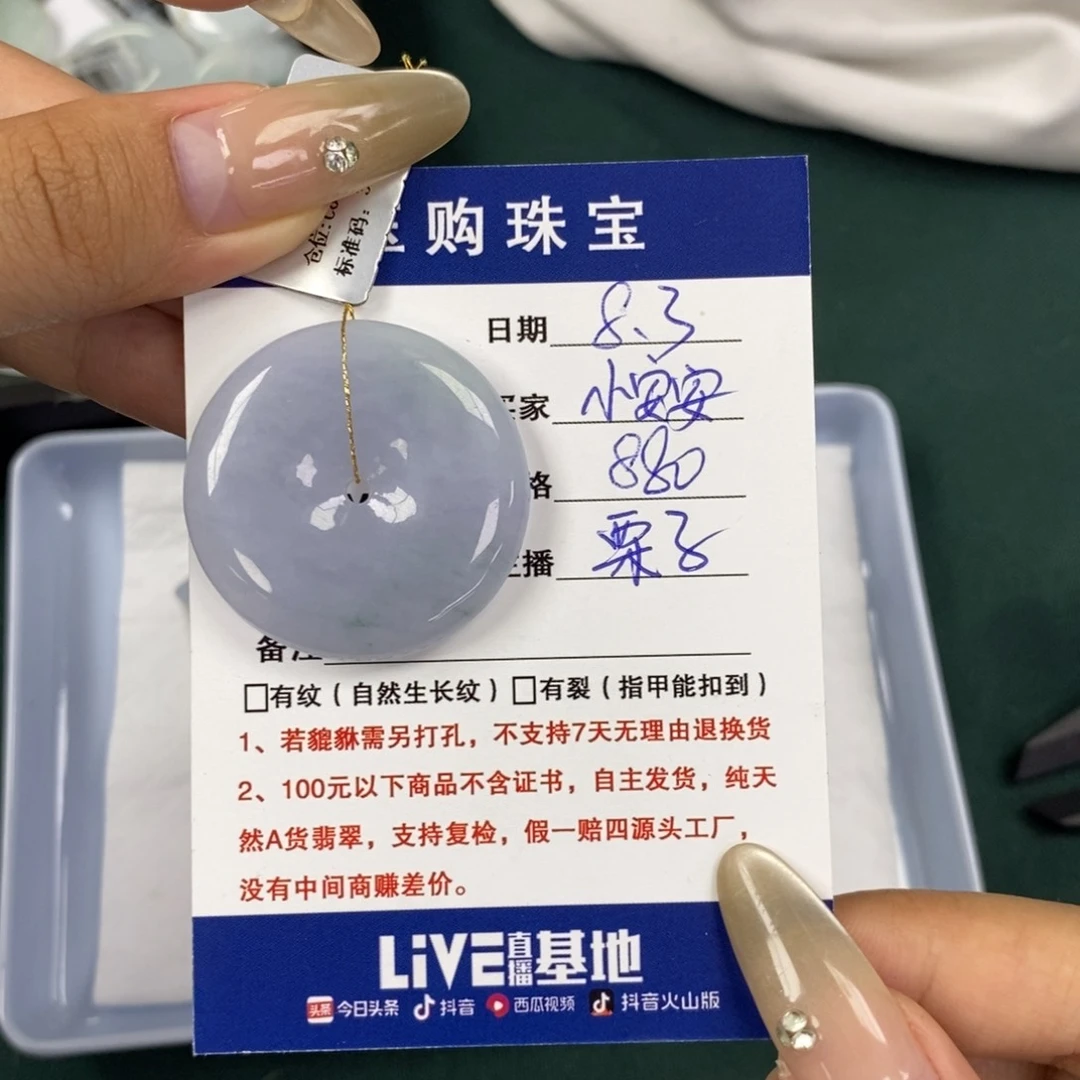 仓位:
标准码:
购珠宝
日期 8.3
家 小安安
格 880
播 栗子
备注
□有纹（自然生长纹）□有裂（指甲能扣到）
1、若貔貅需另打孔，不支持7天无理由退换货
2、100元以下商品不含证书，自主发货，纯天
然A货翡翠，支持复检，假一赔四源头工厂，
没有中间商赚差价。
LiVE直播基地
头条 今日头条 抖音 西瓜视频 抖音火山版